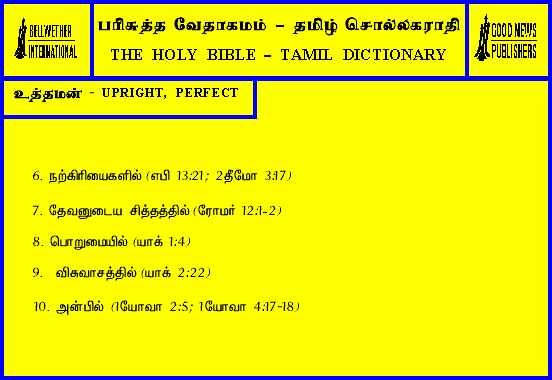 BELLWETHER
INTERNATIONAL
பரிசுத்த வேதாகமம் – தமிழ் சொல்லகராதி
THE HOLY BIBLE – TAMIL DICTIONARY
GOOD NEWS
PUBLISHERS
உத்தமன் - UPRIGHT, PERFECT
6. நற்கிரியைகளில் (எபி 13:21; 2தீமோ 3:17)
7. தேவனுடைய சித்தத்தில் (ரோமர் 12:1-2)
8. பொறுமையில் (யாக் 1:4)
9. விசுவாசத்தில் (யாக் 2:22)
10. அன்பில் (1யோவா 2:5; 1யோவா 4:17-18)